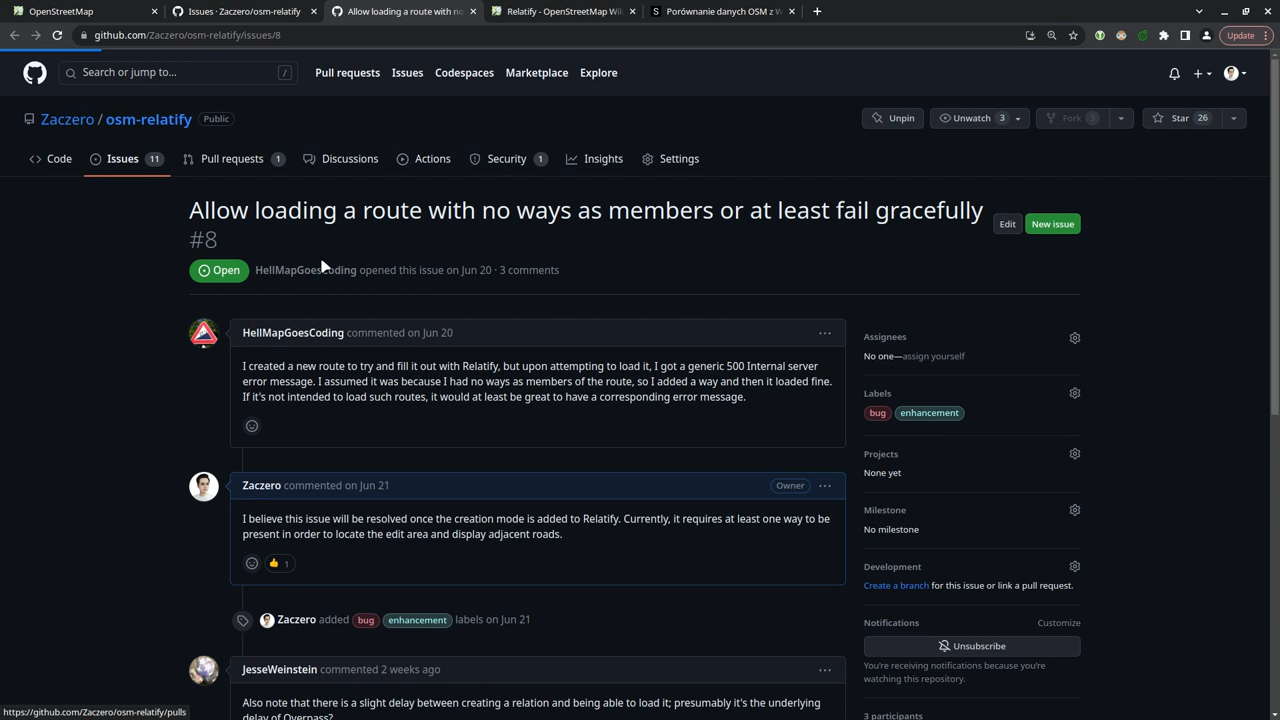 OpenStreetMap
Issues · Zaczero/osm-relatify
Allow loading a route with no
Relatify - OpenStreetMap Wik
Porównanie danych OSM z W
github.com/Zaczero/osm-relatify/issues/8
Update
Search or jump to...
/
Pull requests
Issues
Codespaces
Marketplace
Explore
Zaczero / osm-relatify
Public
Unpin
Unwatch 3
Fork 3
Star 26
Code
Issues 11
Pull requests 1
Discussions
Actions
Security 1
Insights
Settings
Allow loading a route with no ways as members or at least fail gracefully
#8
Edit
New issue
Open
HellMapGoesCoding opened this issue on Jun 20 · 3 comments
HellMapGoesCoding commented on Jun 20
I created a new route to try and fill it out with Relatify, but upon attempting to load it, I got a generic 500 Internal server
error message. I assumed it was because I had no ways as members of the route, so I added a way and then it loaded fine.
If it's not intended to load such routes, it would at least be great to have a corresponding error message.
Zaczero commented on Jun 21
Owner
I believe this issue will be resolved once the creation mode is added to Relatify. Currently, it requires at least one way to be
present in order to locate the edit area and display adjacent roads.
1
Zaczero added bug enhancement labels on Jun 21
JesseWeinstein commented 2 weeks ago
Also note that there is a slight delay between creating a relation and being able to load it; presumably it's the underlying
delay of Overpass?
Assignees
No one—assign yourself
Labels
bug enhancement
Projects
None yet
Milestone
No milestone
Development
Create a branch for this issue or link a pull request.
Notifications
Customize
Unsubscribe
You're receiving notifications because you're
watching this repository.
3 participants
https://github.com/Zaczero/osm-relatify/pulls